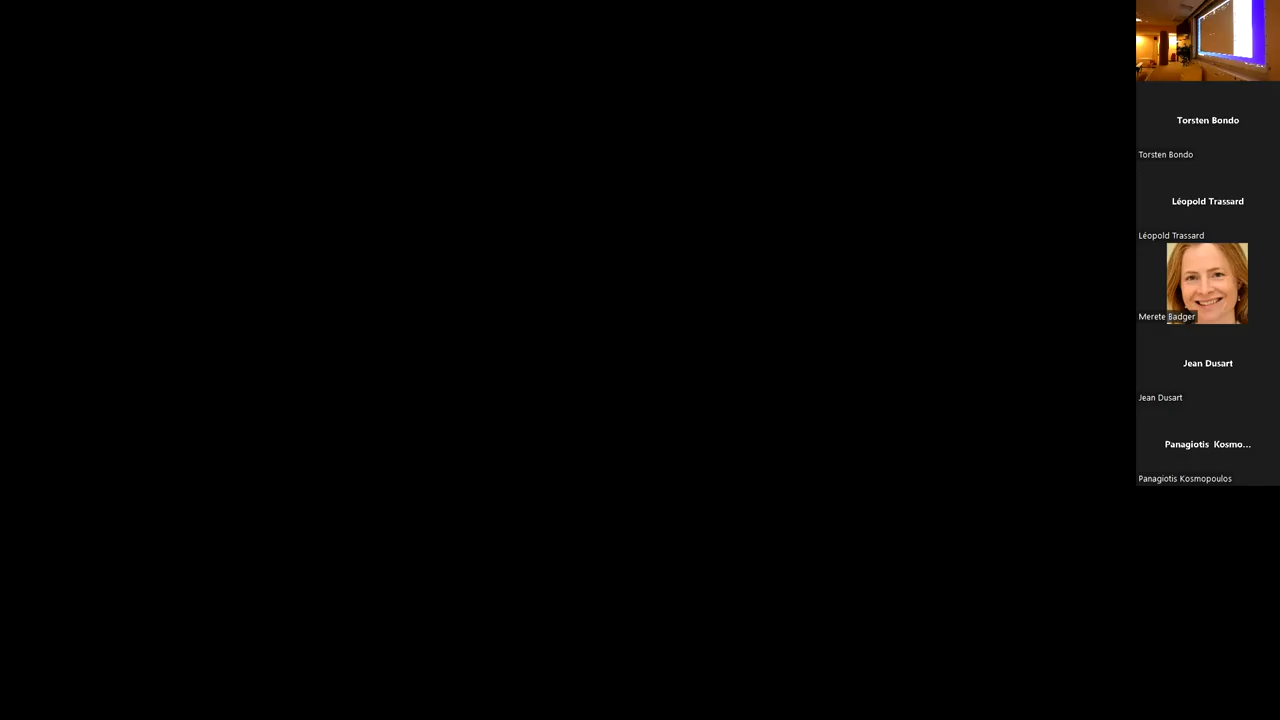 Torsten Bondo
Torsten Bondo
Léopold Trassard
Léopold Trassard
Merete Badger
Jean Dusart
Jean Dusart
Panagiotis Kosmo...
Panagiotis Kosmopoulos